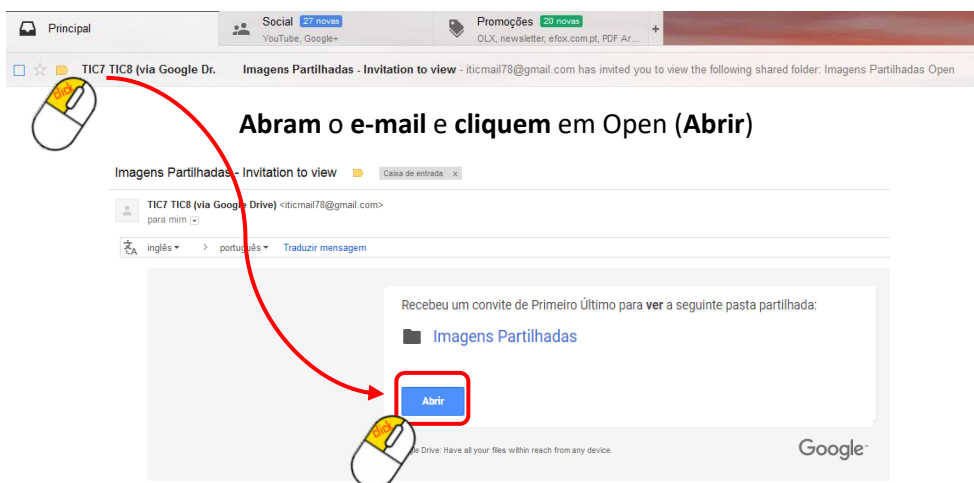 Principal
Social 27 novas
YouTube, Google+
Promoções 20 novas
OLX, newsletter, efox.com.pt, PDF Ar...
+
TIC7 TIC8 (via Google Dr. Imagens Partilhadas - Invitation to view - iticmail78@gmail.com has invited you to view the following shared folder: Imagens Partilhadas Open
click
Abram o e-mail e cliquem em Open (Abrir)
Imagens Partilhadas - Invitation to view Caixa de entrada x
TIC7 TIC8 (via Google Drive) <iticmail78@gmail.com>
para mim
inglês > português Traduzir mensagem
Recebeu um convite de Primeiro Último para ver a seguinte pasta partilhada:
Imagens Partilhadas
Abrir
click
Drive: Have all your files within reach from any device.
Google